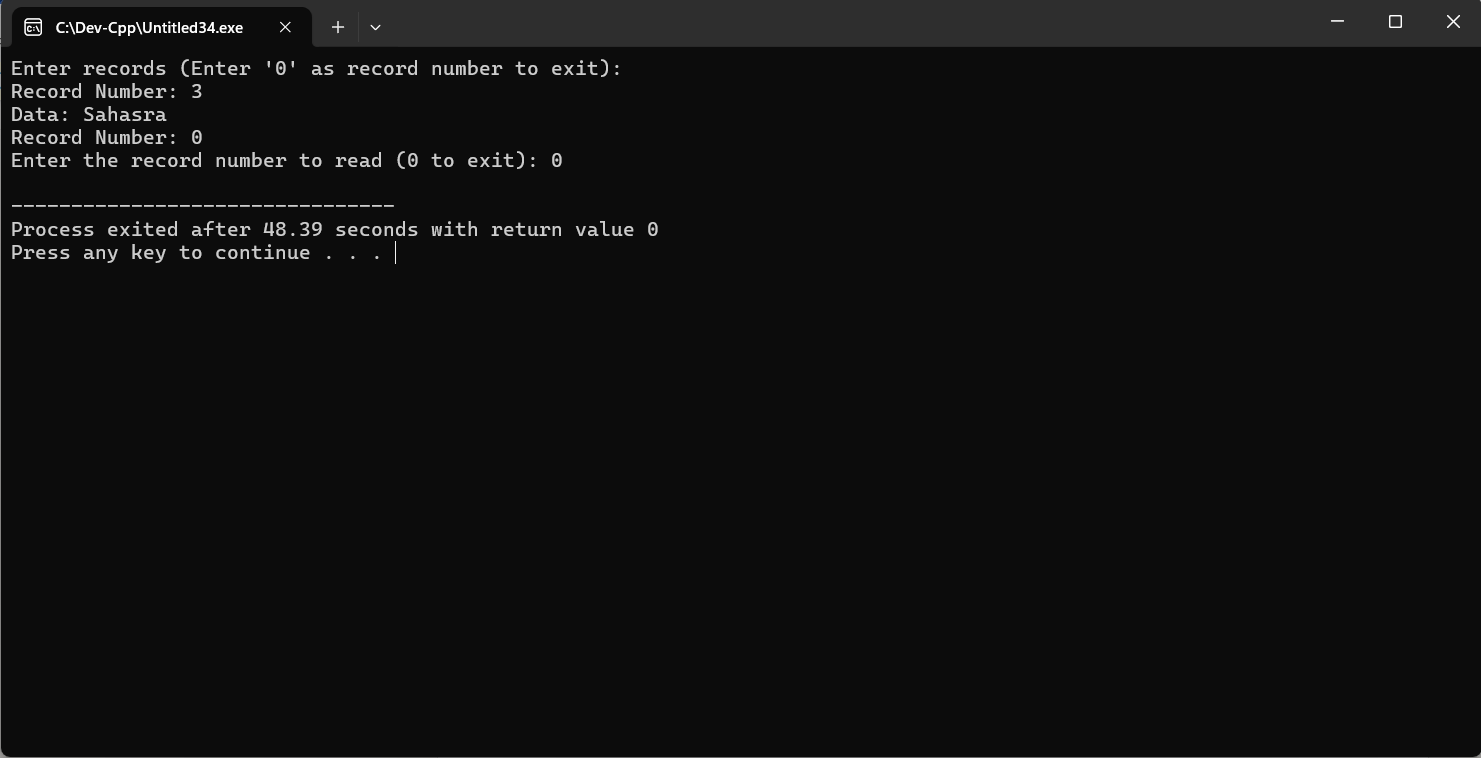 C:\Dev-Cpp\Untitled34.exe
Enter records (Enter '0' as record number to exit):
Record Number: 3
Data: Sahasra
Record Number: 0
Enter the record number to read (0 to exit): 0
--------------------------------
Process exited after 48.39 seconds with return value 0
Press any key to continue . . .